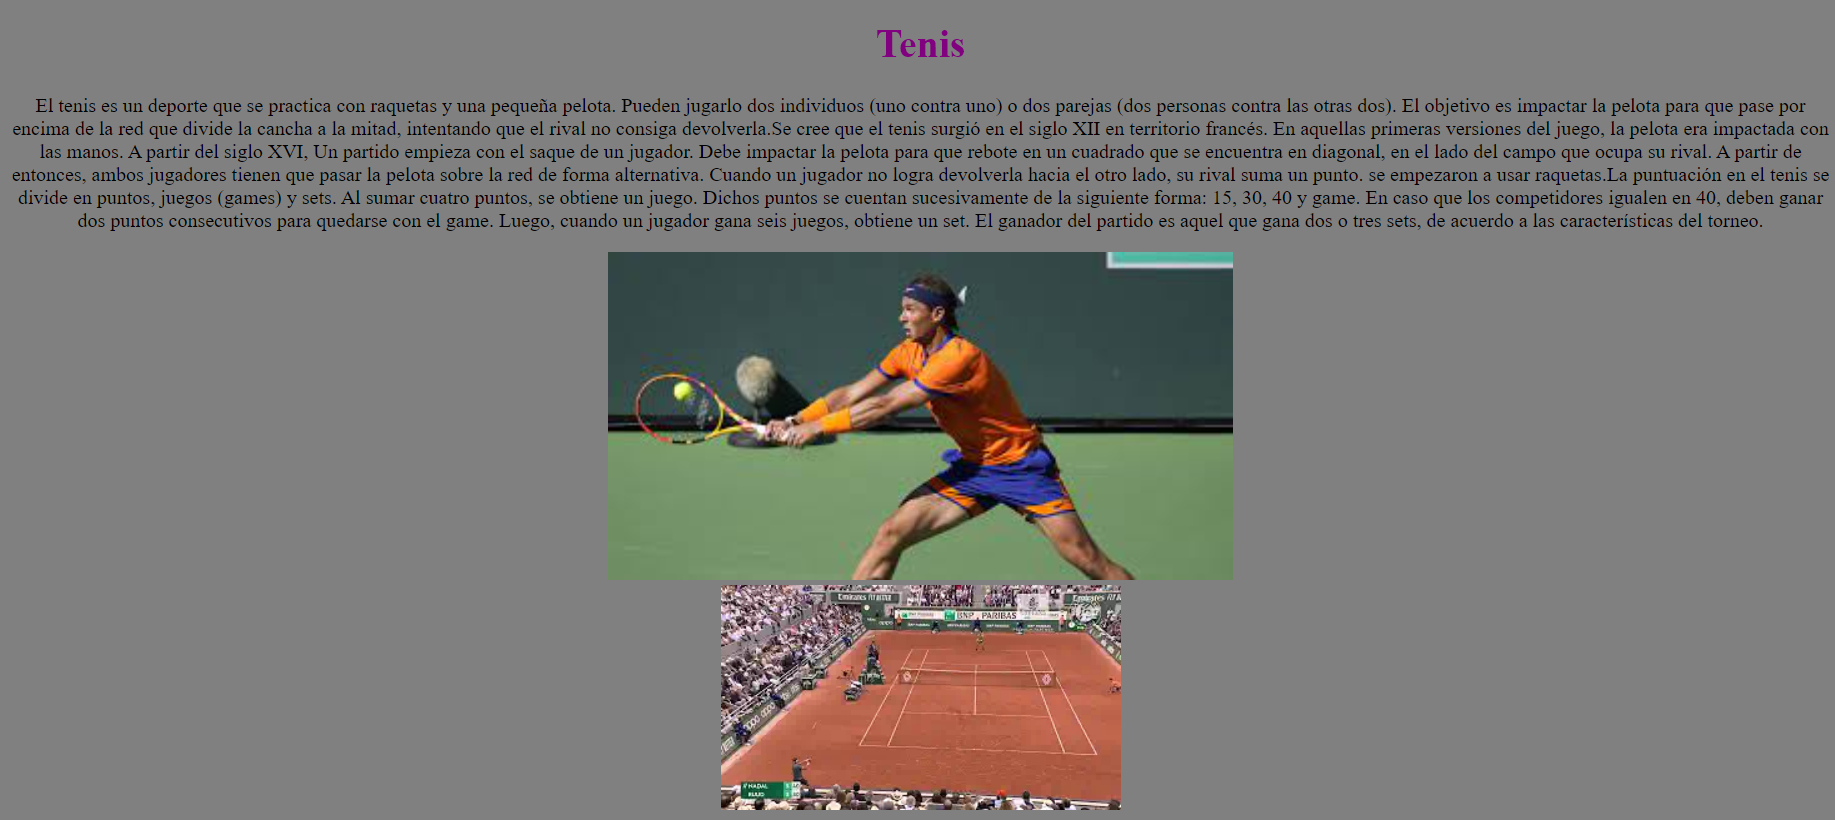 Tenis
El tenis es un deporte que se practica con raquetas y una pequeña pelota. Pueden jugarlo dos individuos (uno contra uno) o dos parejas (dos personas contra las otras dos). El objetivo es impactar la pelota para que pase por
encima de la red que divide la cancha a la mitad, intentando que el rival no consiga devolverla.Se cree que el tenis surgió en el siglo XII en territorio francés. En aquellas primeras versiones del juego, la pelota era impactada con
las manos. A partir del siglo XVI, Un partido empieza con el saque de un jugador. Debe impactar la pelota para que rebote en un cuadrado que se encuentra en diagonal, en el lado del campo que ocupa su rival. A partir de
entonces, ambos jugadores tienen que pasar la pelota sobre la red de forma alternativa. Cuando un jugador no logra devolverla hacia el otro lado, su rival suma un punto. se empezaron a usar raquetas.La puntuación en el tenis se
divide en puntos, juegos (games) y sets. Al sumar cuatro puntos, se obtiene un juego. Dichos puntos se cuentan sucesivamente de la siguiente forma: 15, 30, 40 y game. En caso que los competidores igualen en 40, deben ganar
dos puntos consecutivos para quedarse con el game. Luego, cuando un jugador gana seis juegos, obtiene un set. El ganador del partido es aquel que gana dos o tres sets, de acuerdo a las características del torneo.
Emirates
BNP PARIBAS
Emirates
oppo oppo
NADAL
RUUD